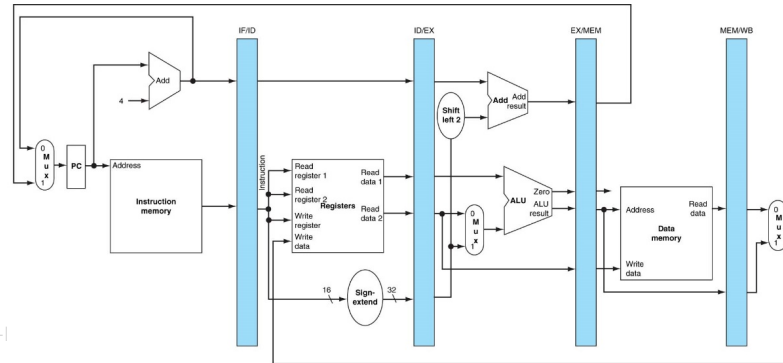 IF/ID
ID/EX
EX/MEM
MEM/WB
Add
4
Shift
left 2
Add
Add
result
0
M
u
x
1
PC
Address
Instruction
memory
Instruction
Read
register 1
Read
register 2
Write
register
Write
data
Registers
Read
data 1
Read
data 2
0
M
u
x
1
ALU
Zero
ALU
result
Address
Read
data
Data
memory
Write
data
0
M
u
x
1
16
Sign-
extend
32